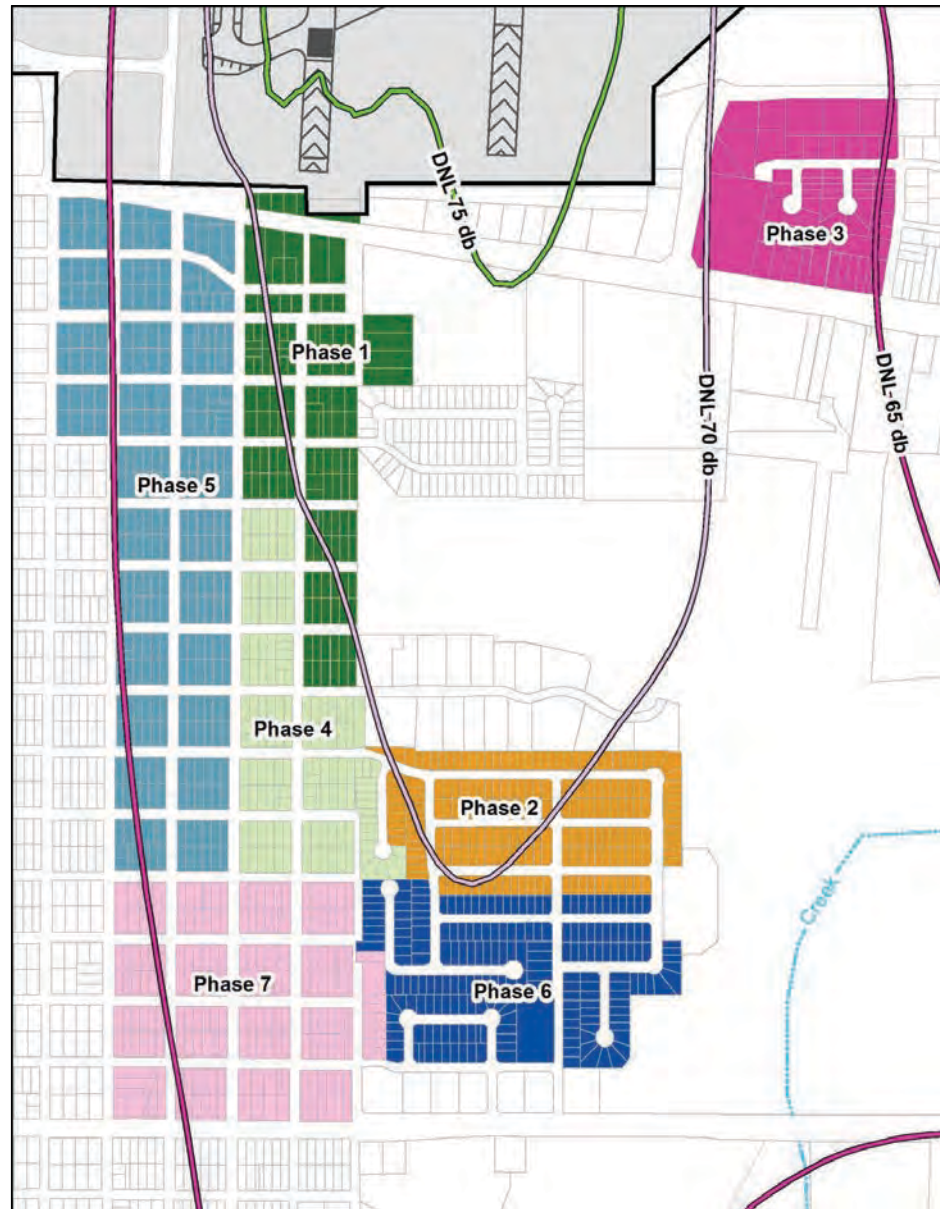 DNL-75 db
Phase 3
Phase 1
DNL-65 db
DNL-70 db
Phase 5
Phase 4
Phase 2
Creek
Phase 7
Phase 6